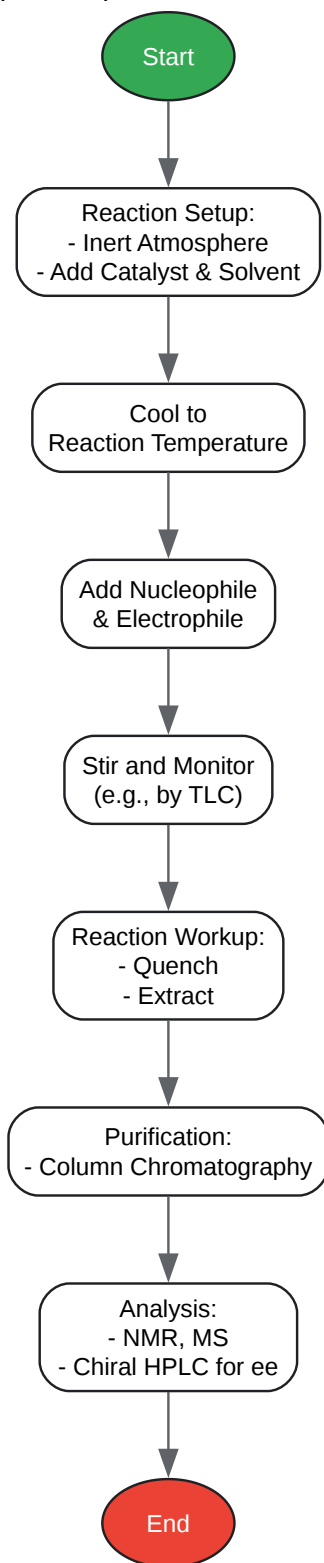 Start
Reaction Setup:
- Inert Atmosphere
- Add Catalyst & Solvent
Cool to
Reaction Temperature
Add Nucleophile
& Electrophile
Stir and Monitor
(e.g., by TLC)
Reaction Workup:
- Quench
- Extract
Purification:
- Column Chromatography
Analysis:
- NMR, MS
- Chiral HPLC for ee
End